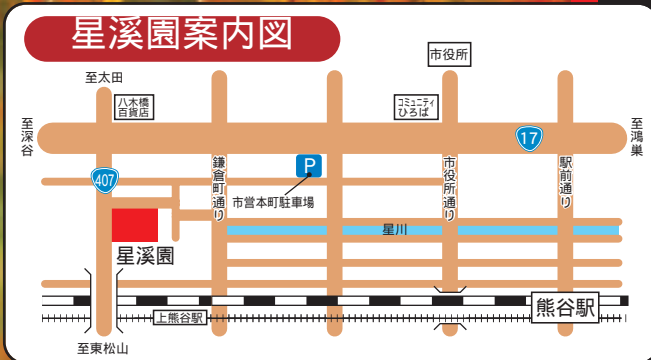 星溪園案内図
市役所
至太田
八木橋
百貨店
コミュニティ
ひろば
至深谷
至鴻巣
17
407
鎌倉町通り
P
市営本町駐車場
市役所通り
駅前通り
星川
星溪園
熊谷駅
上熊谷駅
至東松山